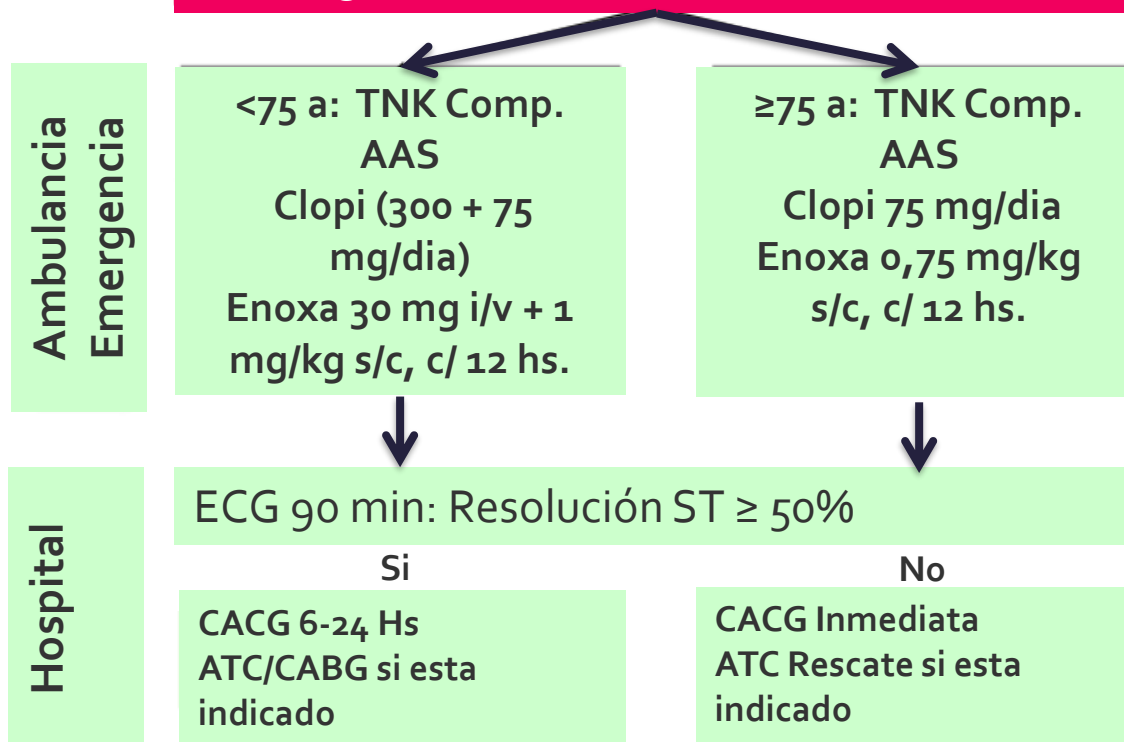 Ambulancia
Emergencia
<75 a: TNK Comp.
AAS
Clopi (300 + 75
mg/dia)
Enoxa 30 mg i/v + 1
mg/kg s/c, c/ 12 hs.
≥75 a: TNK Comp.
AAS
Clopi 75 mg/dia
Enoxa 0,75 mg/kg
s/c, c/ 12 hs.
Hospital
ECG 90 min: Resolución ST ≥ 50%
Si
No
CACG 6-24 Hs
ATC/CABG si esta
indicado
CACG Inmediata
ATC Rescate si esta
indicado